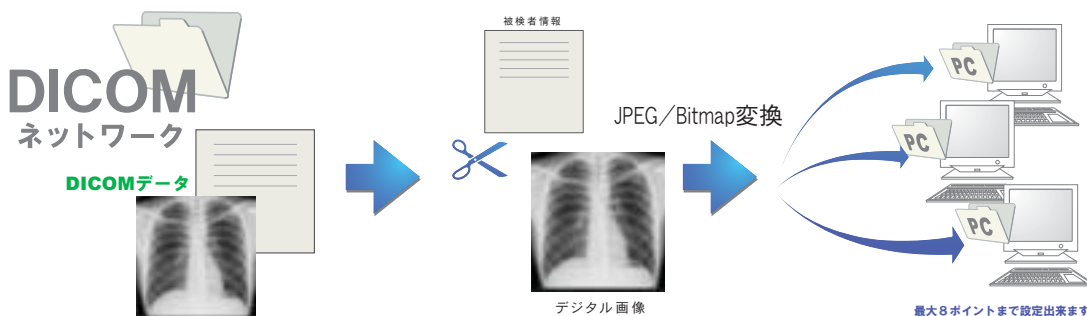 DICOM
ネットワーク
DICOMデータ
被検者情報
デジタル画像
JPEG／Bitmap変換
PC
PC
PC
最大8ポイントまで設定出来ます